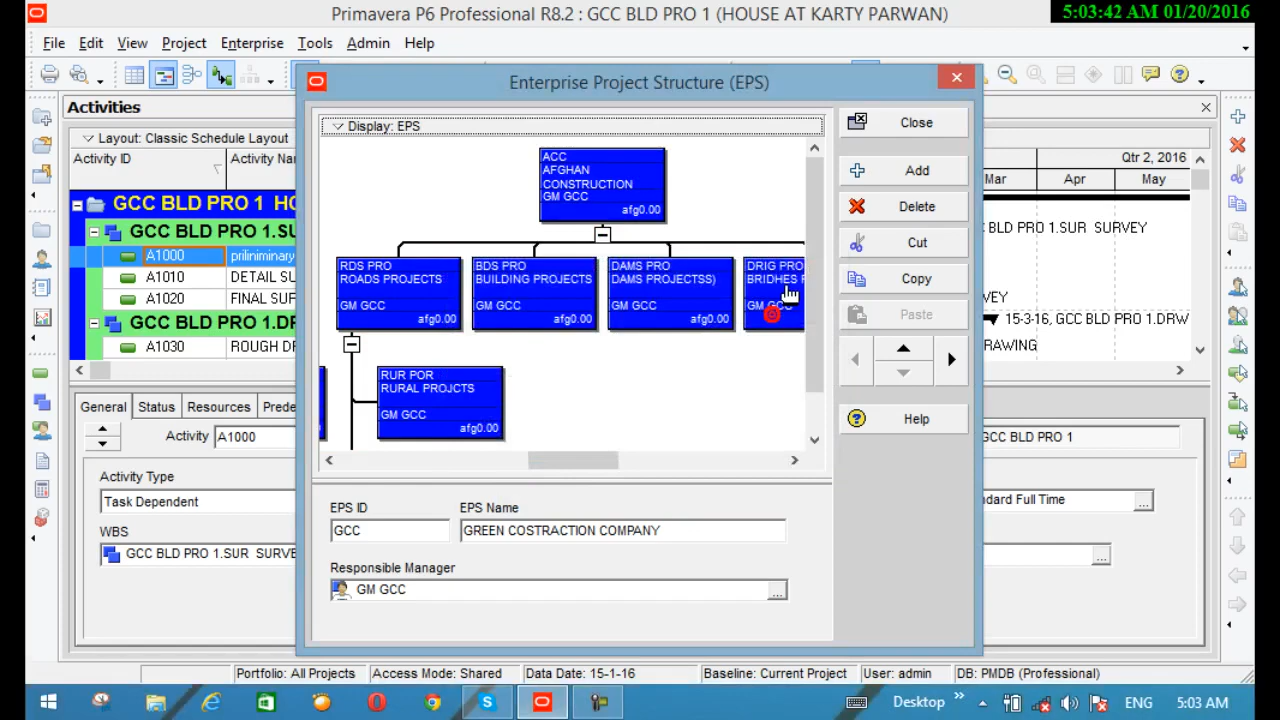 Primavera P6 Professional R8.2 : GCC BLD PRO 1 (HOUSE AT KARTY PARWAN)
5:03:42 AM 01/20/2016
File Edit View Project Enterprise Tools Admin Help
Enterprise Project Structure (EPS)
Activities
Display: EPS
Close
Layout: Classic Schedule Layout
Qtr 2, 2016
Activity ID
Activity Na
Mar Apr May
ACC
AFGHAN
CONSTRUCTION
GM GCC
afg0.00
Add
Delete
Cut
Copy
Paste
Help
GCC BLD PRO 1 HO
GCC BLD PRO 1.SU
A1000 priliminary
A1010 DETAIL SU
A1020 FINAL SUF
GCC BLD PRO 1.DR
A1030 ROUGH DR
RDS PRO
ROADS PROJECTS
GM GCC
afg0.00
BDS PRO
BUILDING PROJECTS
GM GCC
afg0.00
DAMS PRO
DAMS PROJECTSS)
GM GCC
afg0.00
DRIG PRO
BRIDHES P
GM GCC
RUR POR
RURAL PROJCTS
GM GCC
afg0.00
CC BLD PRO 1.SUR SURVEY
VEY
15-3-16, GCC BLD PRO 1.DRW
RAWING
General Status Resources Prede
Activity A1000
GCC BLD PRO 1
Activity Type
Task Dependent
ndard Full Time
WBS
GCC BLD PRO 1.SUR SURVE
EPS ID EPS Name
GCC GREEN COSTRACTION COMPANY
Responsible Manager
GM GCC
Portfolio: All Projects Access Mode: Shared Data Date: 15-1-16 Baseline: Current Project User: admin DB: PMDB (Professional)
Desktop ENG 5:03 AM